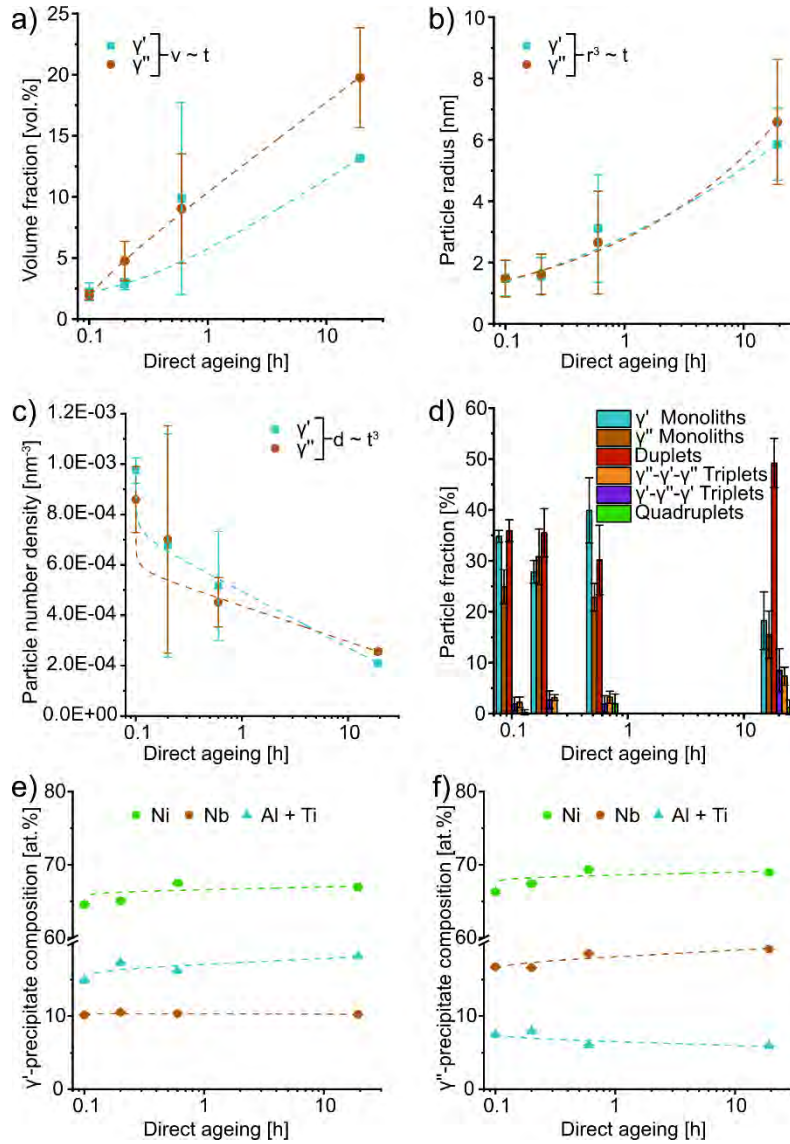 a)
γ'
γ"
v ~ t
Volume fraction [vol.%]
25
20
15
10
5
0
0.1
1
10
Direct ageing [h]
b)
γ'
γ"
r³ ~ t
Particle radius [nm]
10
8
6
4
2
0
0.1
1
10
Direct ageing [h]
c)
γ'
γ"
d ~ t³
Particle number density [nm⁻³]
1.2E-03
1.0E-03
8.0E-04
6.0E-04
4.0E-04
2.0E-04
0.0E+00
0.1
1
10
Direct ageing [h]
d)
γ' Monoliths
γ" Monoliths
Duplets
γ"-γ'-γ" Triplets
γ'-γ"-γ' Triplets
Quadruplets
Particle fraction [%]
60
50
40
30
20
10
0
0.1
1
10
Direct ageing [h]
e)
Ni
Nb
Al + Ti
γ'-precipitate composition [at.%]
80
70
60
10
0
0.1
1
10
Direct ageing [h]
f)
Ni
Nb
Al + Ti
γ"-precipitate composition [at.%]
80
70
60
10
0
0.1
1
10
Direct ageing [h]